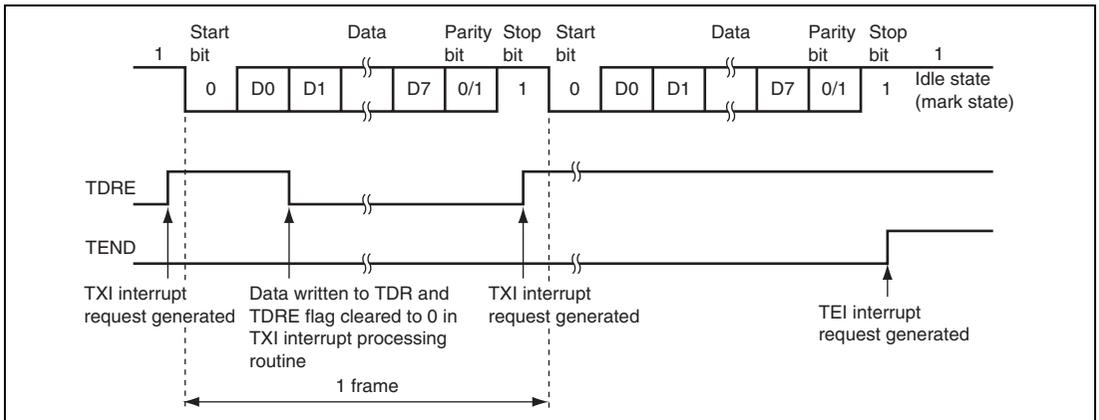 Start
bit
Data
Parity
bit
Stop
bit
Start
bit
Data
Parity
bit
Stop
bit
1
1
0 D0 D1 D7 0/1 1 0 D0 D1 D7 0/1 1
Idle state
(mark state)
TDRE
TEND
TXI interrupt
request generated
Data written to TDR and
TDRE flag cleared to 0 in
TXI interrupt processing
routine
TXI interrupt
request generated
TEI interrupt
request generated
1 frame